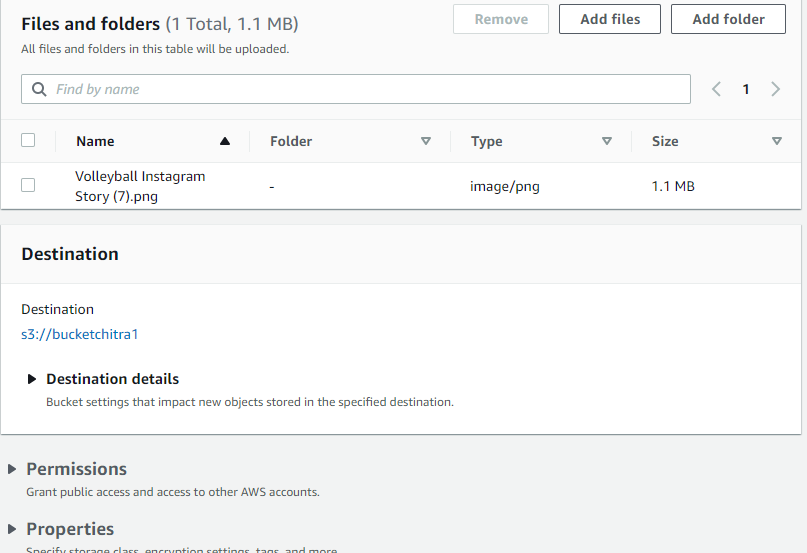 Files and folders (1 Total, 1.1 MB)
Remove
Add files
Add folder
All files and folders in this table will be uploaded.
Find by name
1
Name
Folder
Type
Size
Volleyball Instagram
Story (7).png
-
image/png
1.1 MB
Destination
Destination
s3://bucketchitra1
Destination details
Bucket settings that impact new objects stored in the specified destination.
Permissions
Grant public access and access to other AWS accounts.
Properties
Specify storage class, encryption settings, tags, and more.